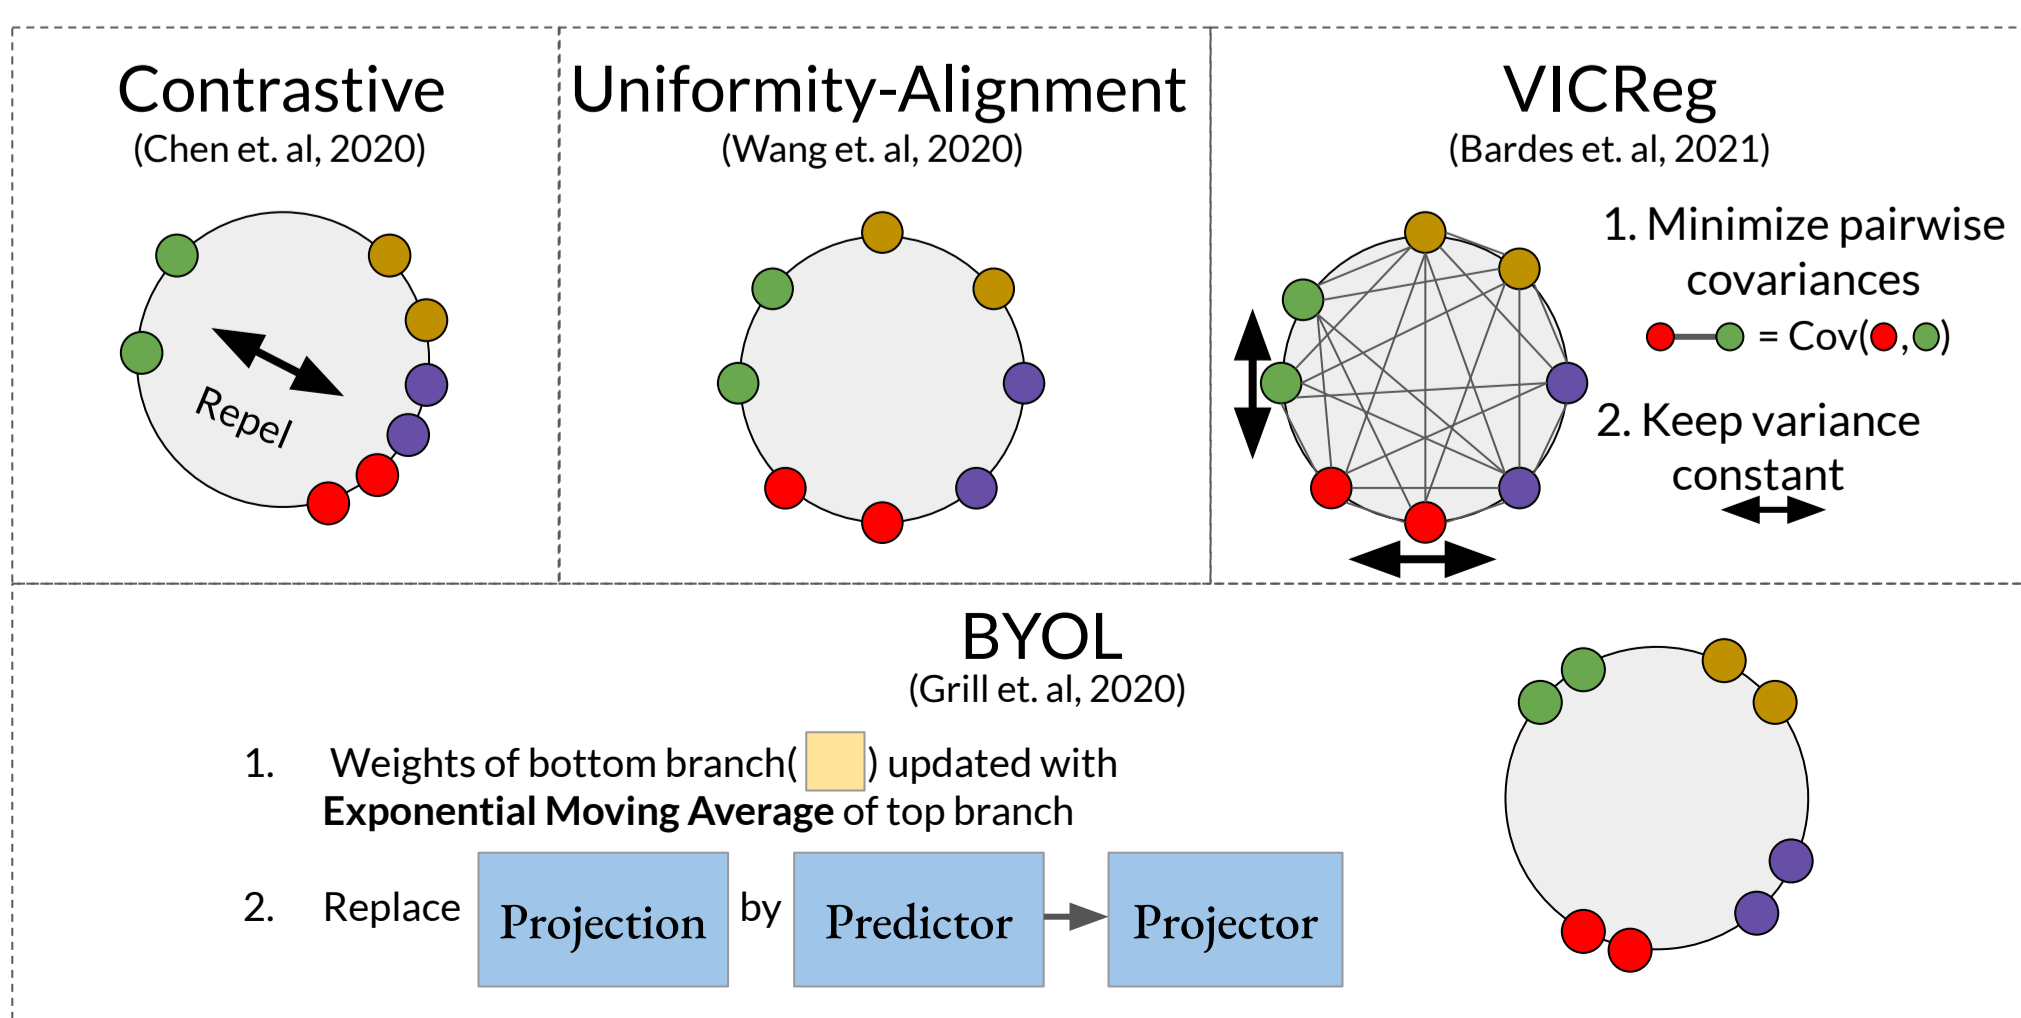 Contrastive
(Chen et. al, 2020)
Repel
Uniformity-Alignment
(Wang et. al, 2020)
VICReg
(Bardes et. al, 2021)
1. Minimize pairwise
covariances
= Cov( , )
2. Keep variance
constant
BYOL
(Grill et. al, 2020)
1. Weights of bottom branch( ) updated with
Exponential Moving Average of top branch
2. Replace Projection by Predictor Projector